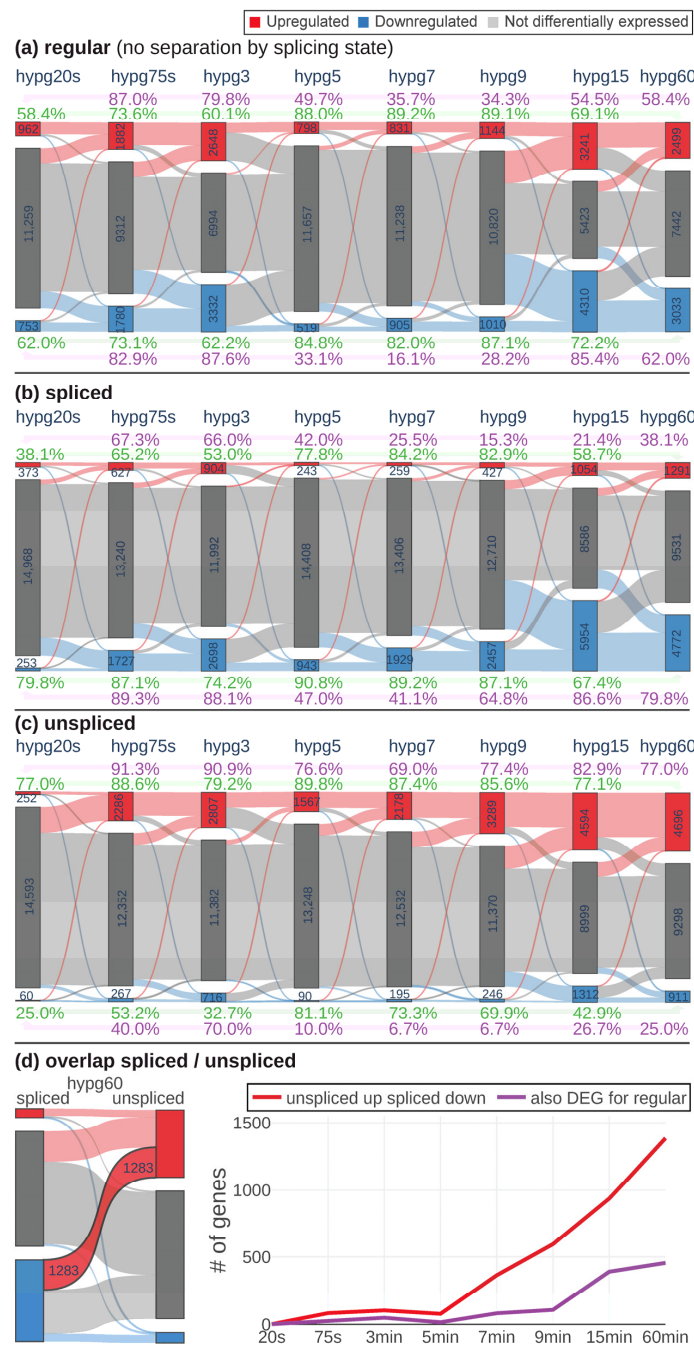 Upregulated Downregulated Not differentially expressed
(a) regular (no separation by splicing state)
hypg20s hypg75s hypg3 hypg5 hypg7 hypg9 hypg15 hypg60
87.0% 79.8% 49.7% 35.7% 34.3% 54.5% 58.4%
58.4% 73.6% 60.1% 88.0% 89.2% 89.1% 69.1%
962 1882 2648 798 831 1144 3241 2499
11,259 9312 6994 11,657 11,238 10,820 5423 7442
753 1780 3332 519 905 1010 4310 3033
62.0% 73.1% 62.2% 84.8% 82.0% 87.1% 72.2%
82.9% 87.6% 33.1% 16.1% 28.2% 85.4% 62.0%
(b) spliced
hypg20s hypg75s hypg3 hypg5 hypg7 hypg9 hypg15 hypg60
67.3% 66.0% 42.0% 25.5% 15.3% 21.4% 38.1%
38.1% 65.2% 53.0% 77.8% 84.2% 82.9% 58.7%
373 627 904 243 259 427 1054 1291
14,968 13,240 11,992 14,408 13,406 12,710 8586 9531
253 1727 2698 943 1929 2457 5954 4772
79.8% 87.1% 74.2% 90.8% 89.2% 87.1% 67.4%
89.3% 88.1% 47.0% 41.1% 64.8% 86.6% 79.8%
(c) unspliced
hypg20s hypg75s hypg3 hypg5 hypg7 hypg9 hypg15 hypg60
91.3% 90.9% 76.6% 69.0% 77.4% 82.9% 77.0%
77.0% 88.6% 79.2% 89.8% 87.4% 85.6% 77.1%
252 2286 2807 1567 2178 3289 4594 4696
14,593 12,352 11,382 13,248 12,532 11,370 8999 9298
60 267 716 90 195 246 1312 911
25.0% 53.2% 32.7% 81.1% 73.3% 69.9% 42.9%
40.0% 70.0% 10.0% 6.7% 6.7% 26.7% 25.0%
(d) overlap spliced / unspliced
hypg60
spliced unspliced
1283
1283
unspliced up spliced down also DEG for regular
# of genes
1500
1000
500
0
20s 75s 3min 5min 7min 9min 15min 60min